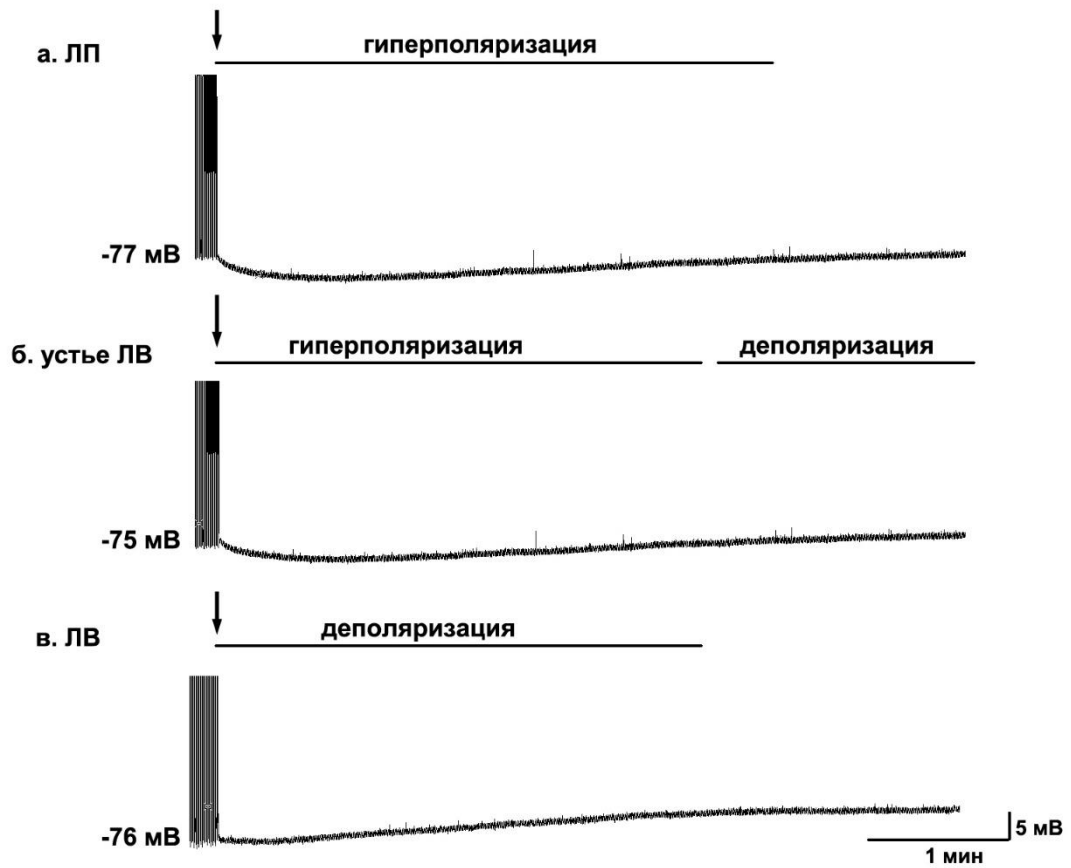 гиперполяризация
а. ЛП
-77 мВ
б. устье ЛВ
гиперполяризация
деполяризация
-75 мВ
в. ЛВ
деполяризация
-76 мВ
5 мВ
1 мин